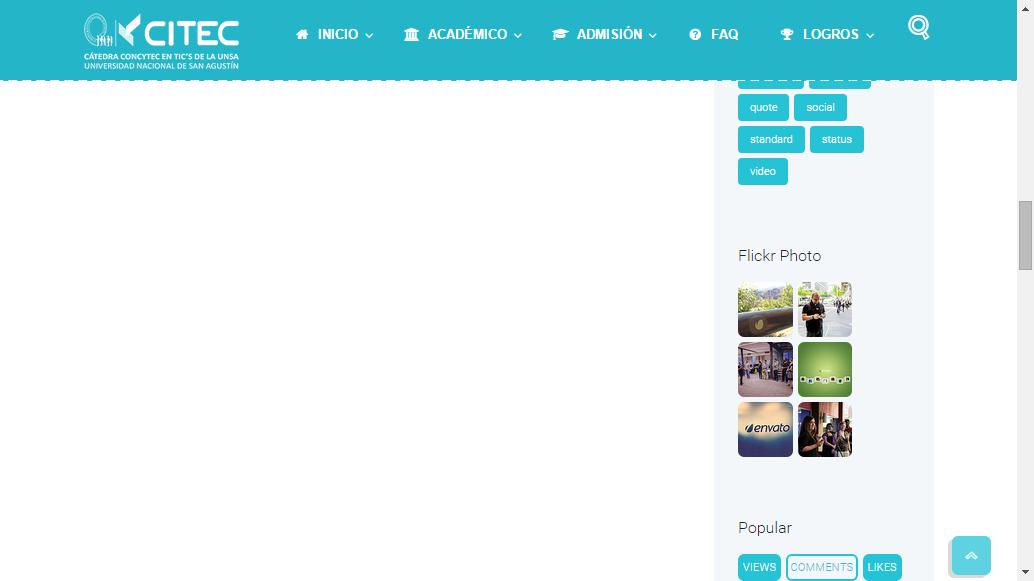 CITEC
CÁTEDRA CONCYTEC EN TIC'S DE LA UNSA
UNIVERSIDAD NACIONAL DE SAN AGUSTÍN
INICIO ACADÉMICO ADMISIÓN FAQ LOGROS
quote social
standard status
video
Flickr Photo
envato
Popular
VIEWS COMMENTS LIKES